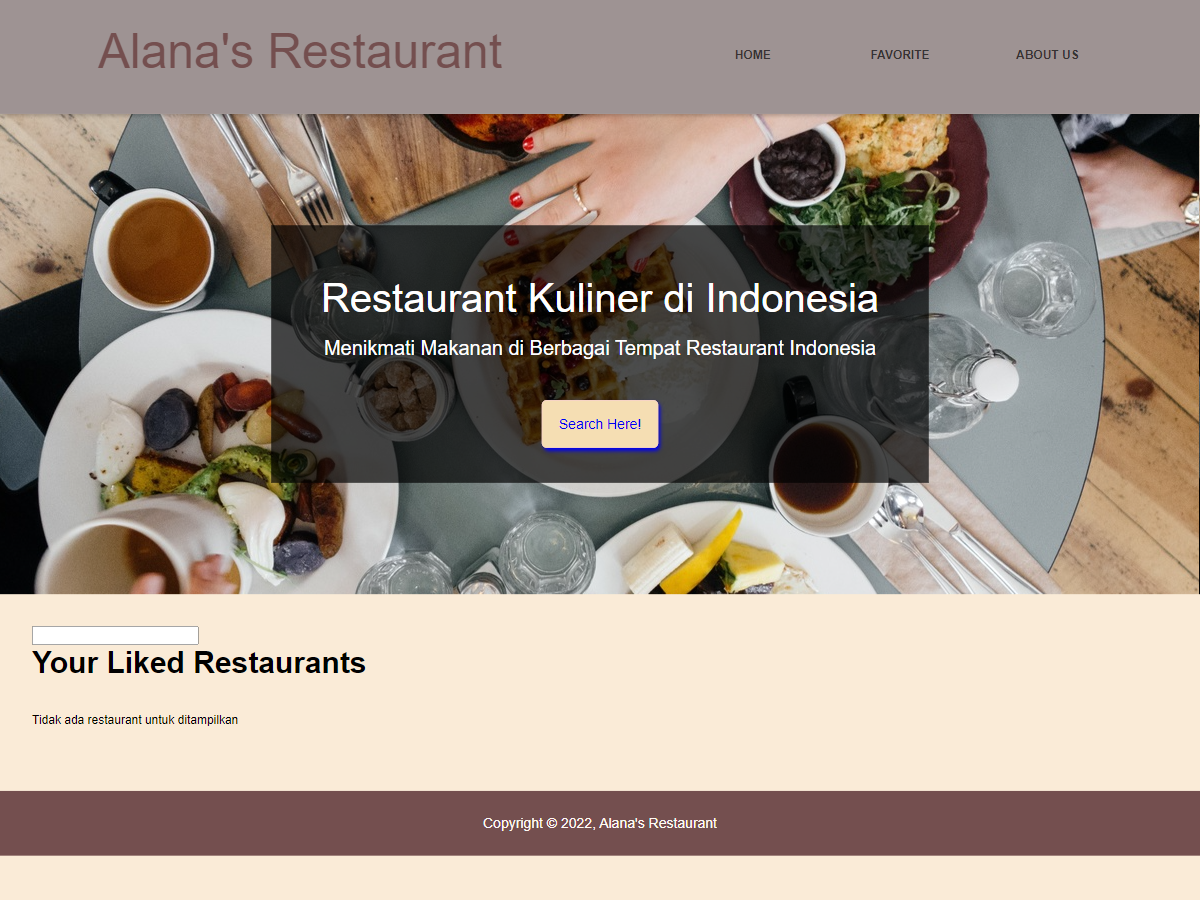 Alana's Restaurant
HOME
FAVORITE
ABOUT US
Restaurant Kuliner di Indonesia
Menikmati Makanan di Berbagai Tempat Restaurant Indonesia
Search Here!
Your Liked Restaurants
Tidak ada restaurant untuk ditampilkan
Copyright © 2022, Alana's Restaurant